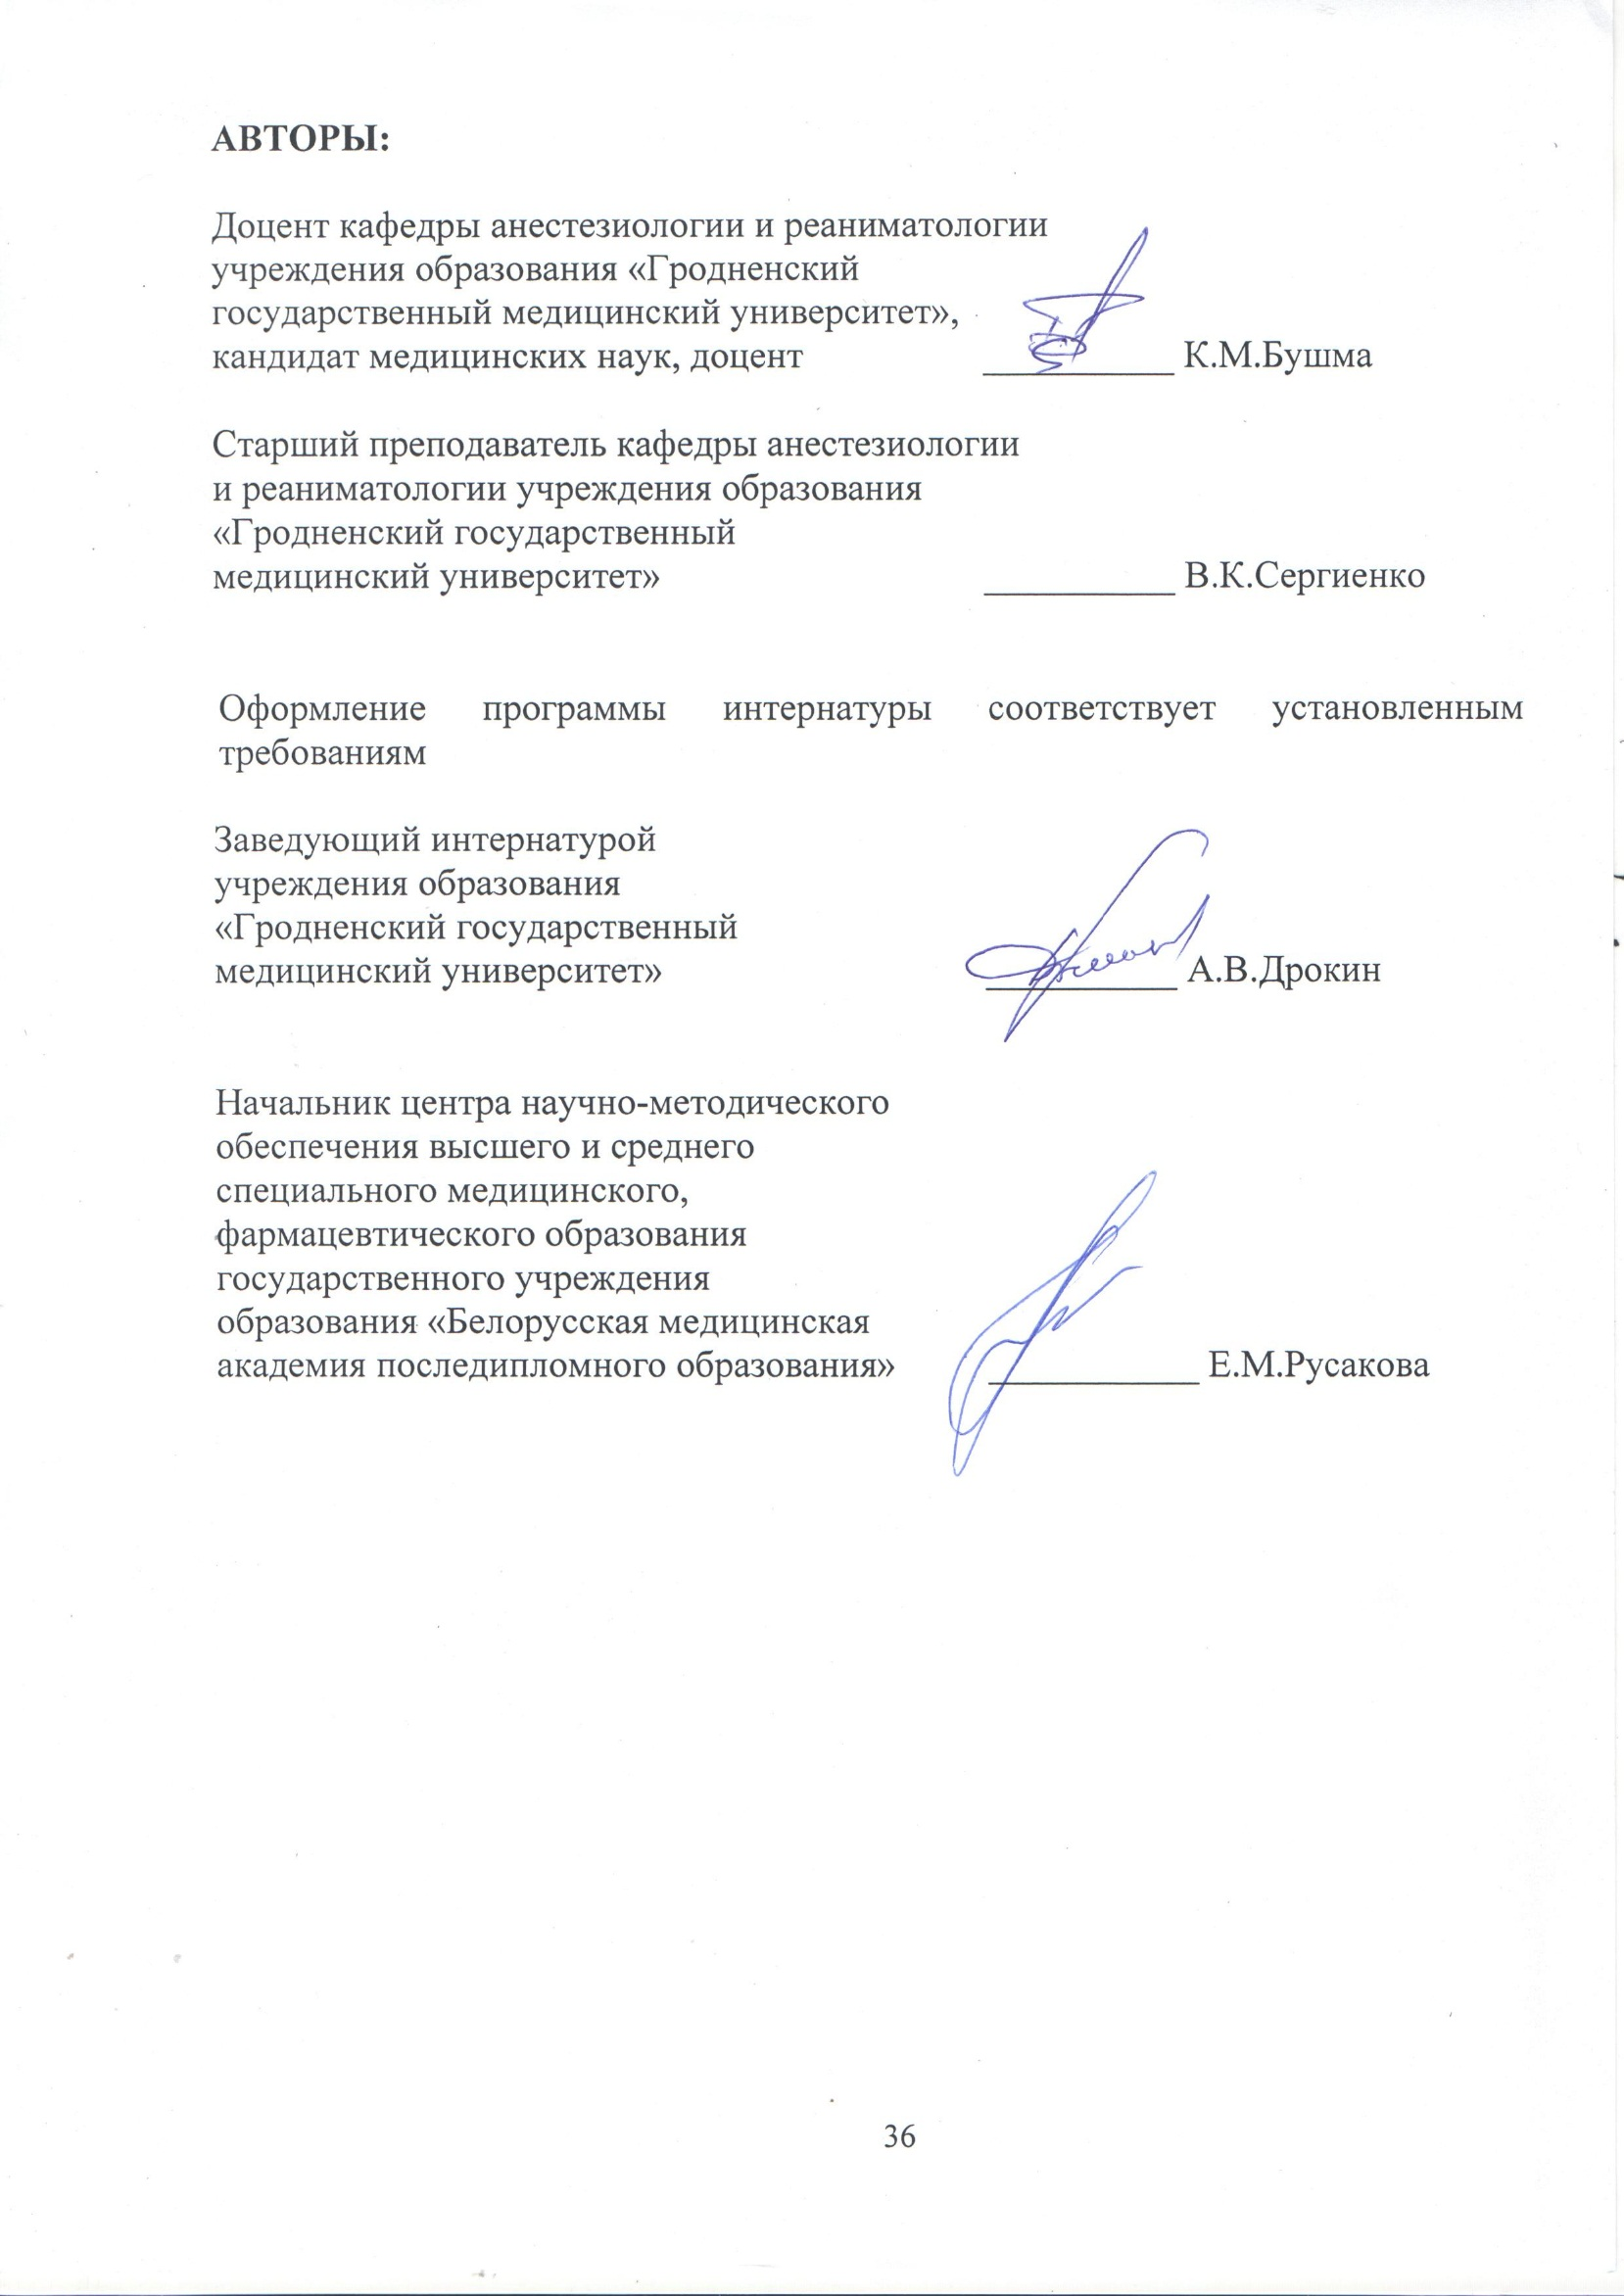 АВТОРЫ:
Доцент кафедры анестезиологии и реаниматологии
учреждения образования «Гродненский
государственный медицинский университет»,
кандидат медицинских наук, доцент __________ К.М.Бушма
Старший преподаватель кафедры анестезиологии
и реаниматологии учреждения образования
«Гродненский государственный
медицинский университет» __________ В.К.Сергиенко
Оформление программы интернатуры соответствует установленным
требованиям
Заведующий интернатурой
учреждения образования
«Гродненский государственный
медицинский университет» __________ А.В.Дрокин
Начальник центра научно-методического
обеспечения высшего и среднего
специального медицинского,
фармацевтического образования
государственного учреждения
образования «Белорусская медицинская
академия последипломного образования» ___________ Е.М.Русакова
36